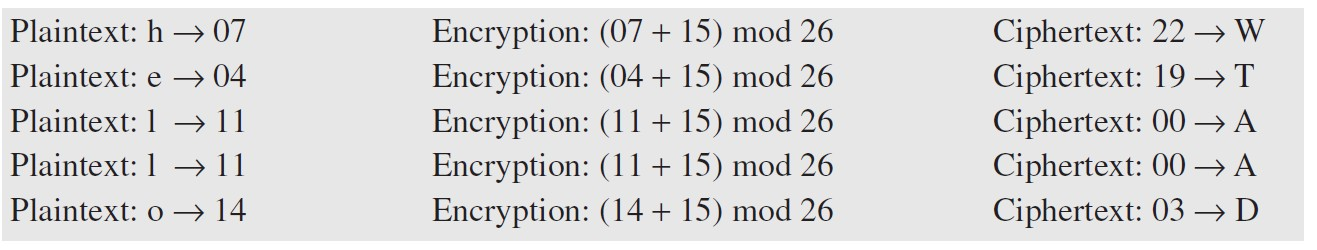 Plaintext: h → 07 Encryption: (07 + 15) mod 26 Ciphertext: 22 → W
Plaintext: e → 04 Encryption: (04 + 15) mod 26 Ciphertext: 19 → T
Plaintext: l → 11 Encryption: (11 + 15) mod 26 Ciphertext: 00 → A
Plaintext: l → 11 Encryption: (11 + 15) mod 26 Ciphertext: 00 → A
Plaintext: o → 14 Encryption: (14 + 15) mod 26 Ciphertext: 03 → D